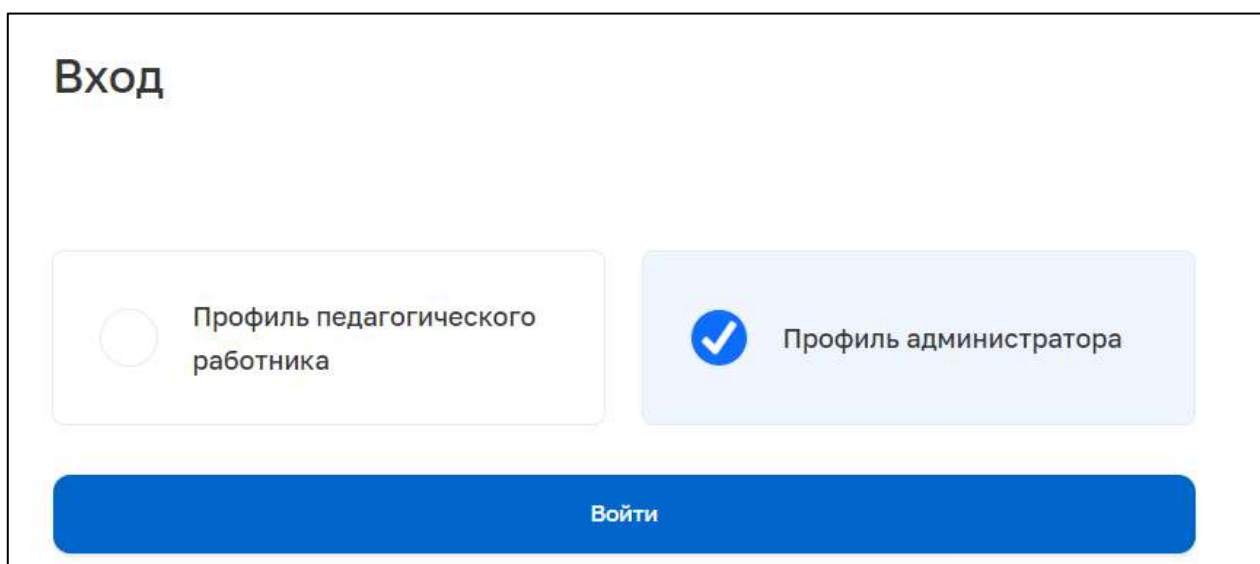 Вход
Профиль педагогического
работника
Профиль администратора
Войти